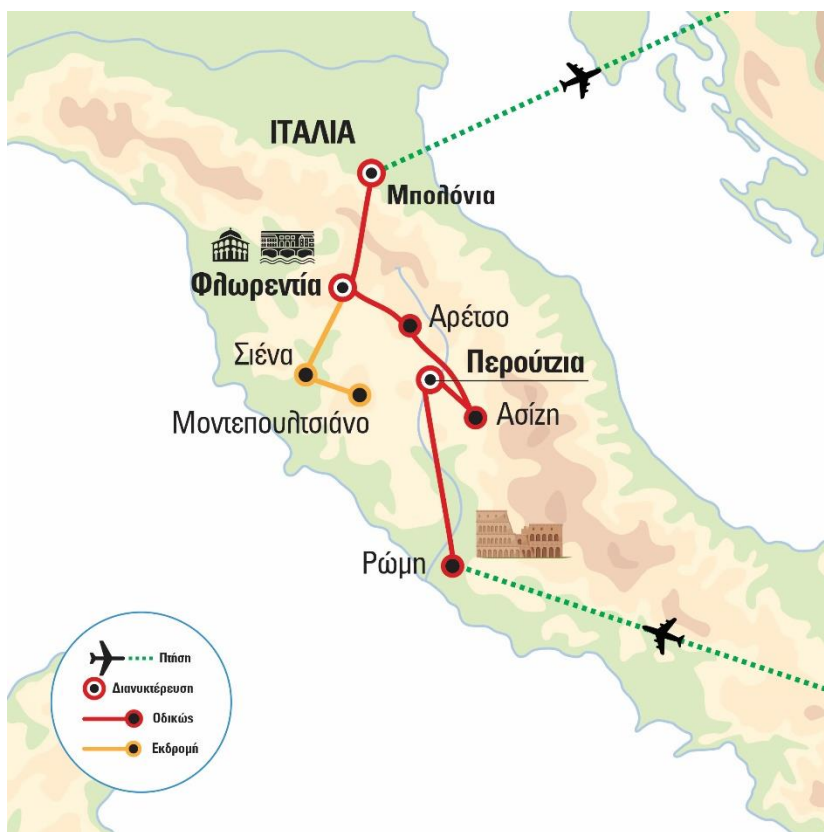 ΙΤΑΛΙΑ
Μπολόνια
Φλωρεντία
Αρέτσο
Σιένα
Περούτζια
Μοντεπουλτσιάνο
Ασίζη
Ρώμη
Πτήση
Διανυκτέρευση
Οδικώς
Εκδρομή